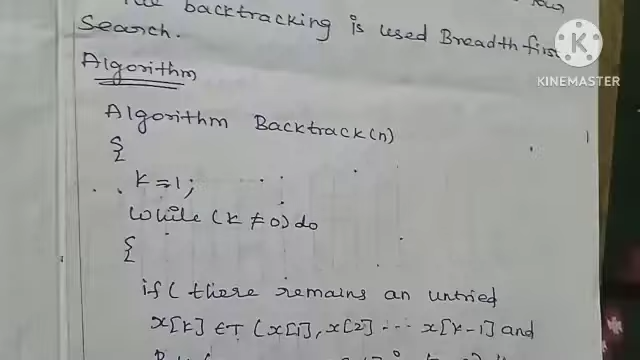 backtracking is used Breadth first
Search.
Algorithm
Algorithm Backtrack(n)
{
k=1;
while (k ≠ 0) do
{
if ( there remains an untried
x[k] ∈ T (x[1], x[2] ... x[k-1] and
K
KINEMASTER